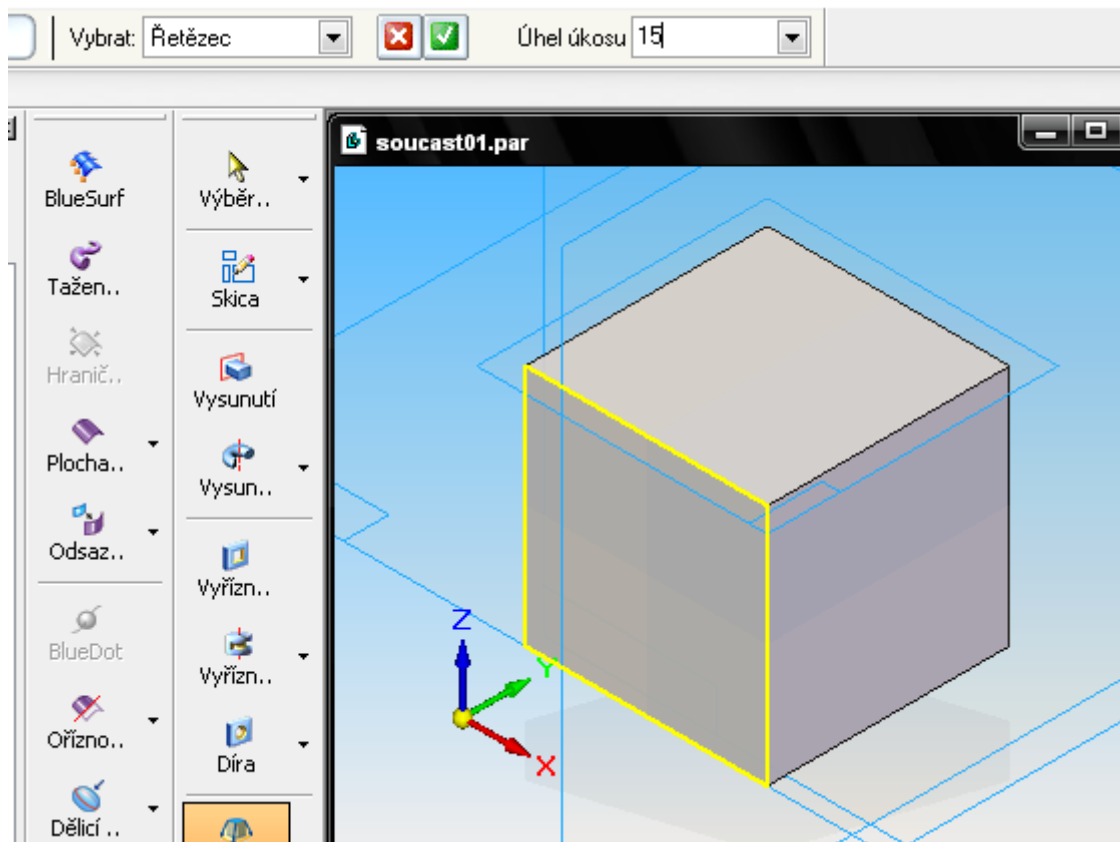 Vybrat: Řetězec
Úhel úkosu 15
soucast01.par
BlueSurf
Tažen..
Hranič..
Plocha..
Odsaz..
BlueDot
Ořízno..
Dělicí ..
Výběr..
Skica
Vysunutí
Vysun..
Vyřízn..
Vyřízn..
Díra
Z
Y
X